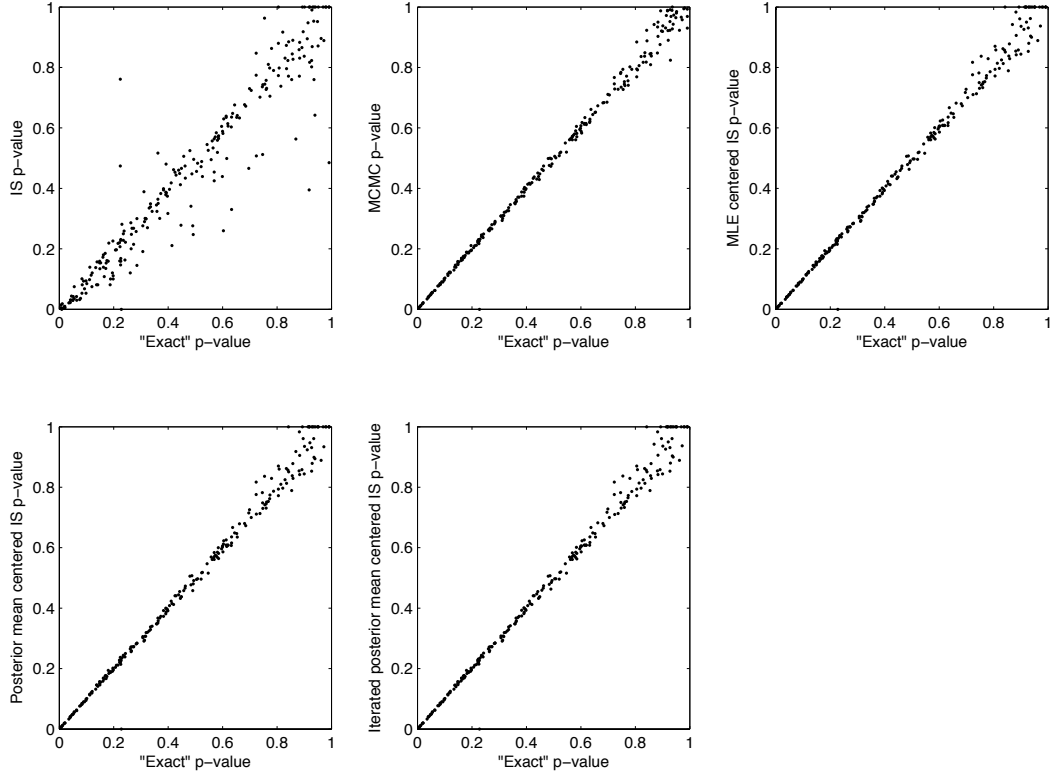 1
0.8
0.6
0.4
0.2
0
0 0.2 0.4 0.6 0.8 1
IS p−value
"Exact" p−value
1
0.8
0.6
0.4
0.2
0
0 0.2 0.4 0.6 0.8 1
MCMC p−value
"Exact" p−value
1
0.8
0.6
0.4
0.2
0
0 0.2 0.4 0.6 0.8 1
MLE centered IS p−value
"Exact" p−value
1
0.8
0.6
0.4
0.2
0
0 0.2 0.4 0.6 0.8 1
Posterior mean centered IS p−value
"Exact" p−value
1
0.8
0.6
0.4
0.2
0
0 0.2 0.4 0.6 0.8 1
Iterated posterior mean centered IS p−value
"Exact" p−value